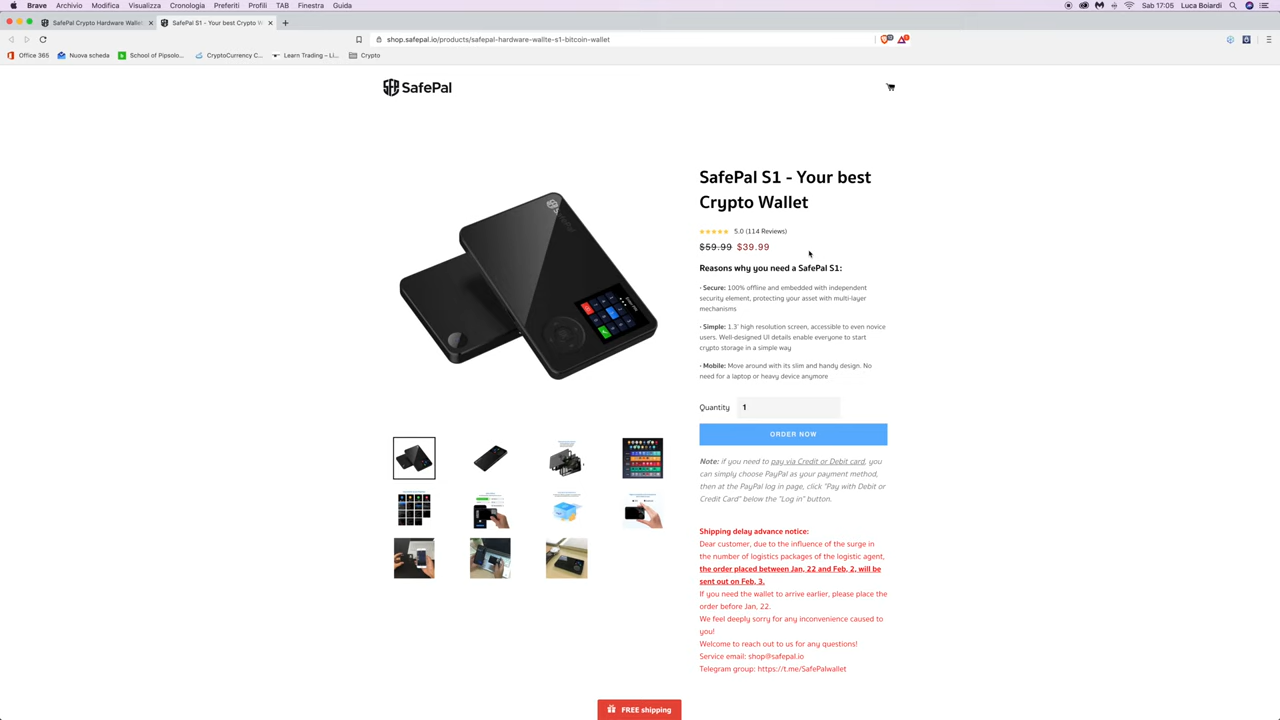 Brave Archivio Modifica Visualizza Cronologia Preferiti Profili TAB Finestra Guida Sab 17:05 Luca Boiardi
SafePal Crypto Hardware Wallet SafePal S1 - Your best Crypto W
shop.safepal.io/products/safepal-hardware-wallte-s1-bitcoin-wallet
Office 365 Nuova scheda School of Pipsolo... CryptoCurrency C... Learn Trading – Li... Crypto
SafePal
SafePal S1 - Your best
Crypto Wallet
5.0 (114 Reviews)
$59.99 $39.99
Reasons why you need a SafePal S1:
· Secure: 100% offline and embedded with independent
security element, protecting your asset with multi-layer
mechanisms
· Simple: 1.3' high resolution screen, accessible to even novice
users. Well-designed UI details enable everyone to start
crypto storage in a simple way
· Mobile: Move around with its slim and handy design. No
need for a laptop or heavy device anymore
Quantity 1
ORDER NOW
Note: if you need to pay via Credit or Debit card, you
can simply choose PayPal as your payment method,
then at the PayPal log in page, click "Pay with Debit or
Credit Card" below the "Log in" button.
Shipping delay advance notice:
Dear customer, due to the influence of the surge in
the number of logistics packages of the logistic agent,
the order placed between Jan, 22 and Feb, 2, will be
sent out on Feb, 3.
If you need the wallet to arrive earlier, please place the
order before Jan, 22.
We feel deeply sorry for any inconvenience caused to
you!
Welcome to reach out to us for any questions!
Service email: shop@safepal.io
Telegram group: https://t.me/SafePalwallet
FREE shipping